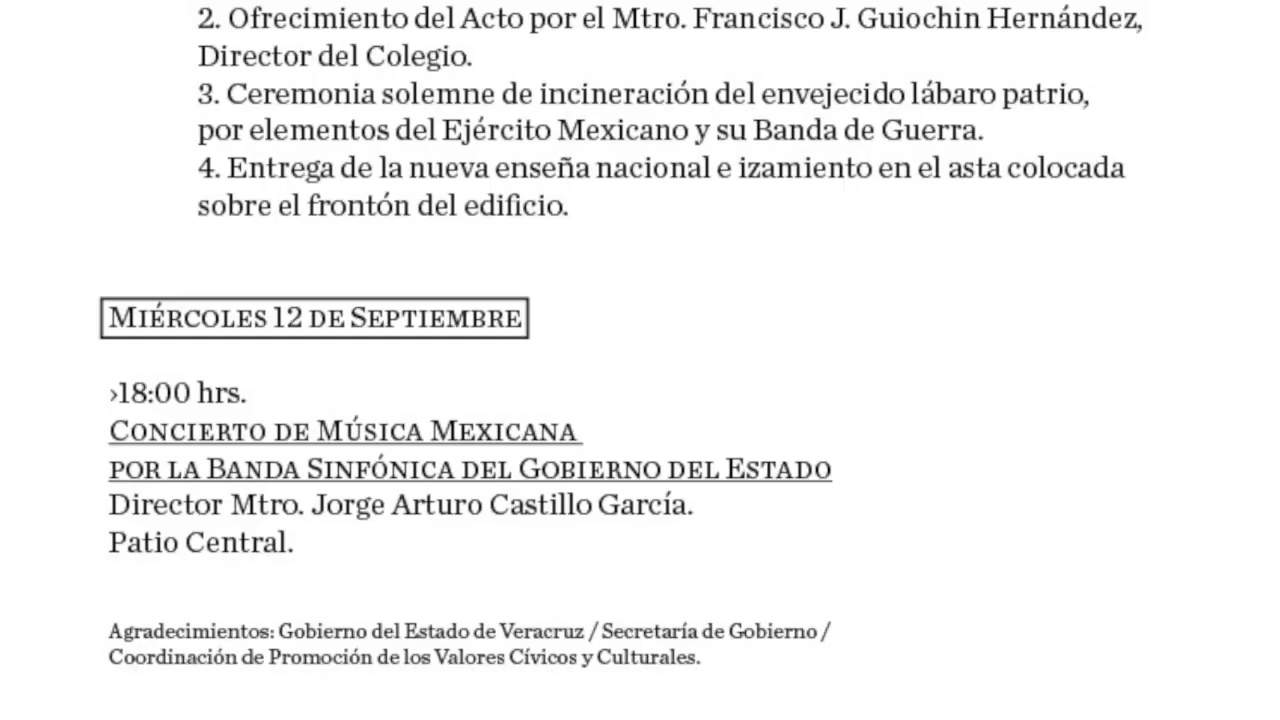 2. Ofrecimiento del Acto por el Mtro. Francisco J. Guiochin Hernández,
Director del Colegio.
3. Ceremonia solemne de incineración del envejecido lábaro patrio,
por elementos del Ejército Mexicano y su Banda de Guerra.
4. Entrega de la nueva enseña nacional e izamiento en el asta colocada
sobre el frontón del edificio.
Miércoles 12 de Septiembre
›18:00 hrs.
Concierto de Música Mexicana
por la Banda Sinfónica del Gobierno del Estado
Director Mtro. Jorge Arturo Castillo García.
Patio Central.
Agradecimientos: Gobierno del Estado de Veracruz / Secretaría de Gobierno /
Coordinación de Promoción de los Valores Cívicos y Culturales.